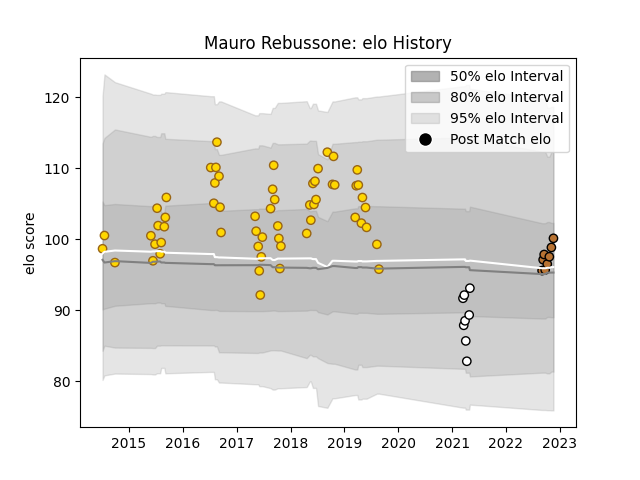 Mauro Rebussone: elo History
50% elo Interval
80% elo Interval
95% elo Interval
Post Match elo
elo score
120
110
100
90
80
2015 2016 2017 2018 2019 2020 2021 2022 2023